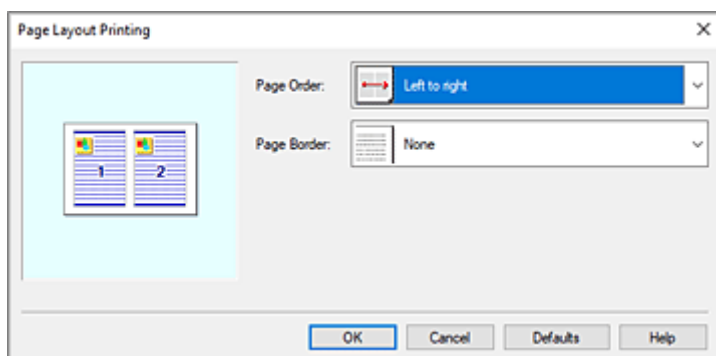 Page Layout Printing
Page Order:
Left to right
1 2
Page Border:
None
OK Cancel Defaults Help